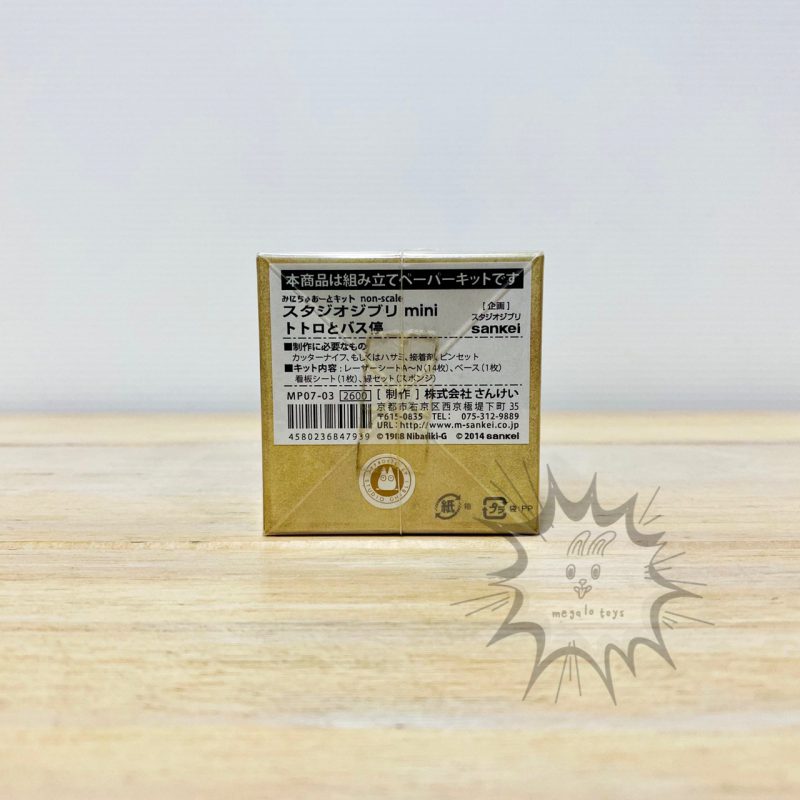 本商品は組み立てペーパーキットです
みにちゅあーとキット non-scale
スタジオジブリ mini
トトロとバス停
[企画]
スタジオジブリ
sankei
■制作に必要なもの
カッターナイフ、もしくはハサミ、接着剤、ピンセット
■キット内容：レーザーシートA〜N(14枚)、ベース(1枚)
看板シート(1枚)、緑セット(スポンジ)
MP07-03 2600 [制作] 株式会社 さんけい
京都市右京区西京極堤下町 35
〒615-0835 TEL： 075-312-9889
URL：http://www.m-sankei.co.jp
4580236847939 © 1988 Nibariki-G © 2014 sankei
紙 箱 プラ 袋:PP
megalo toys